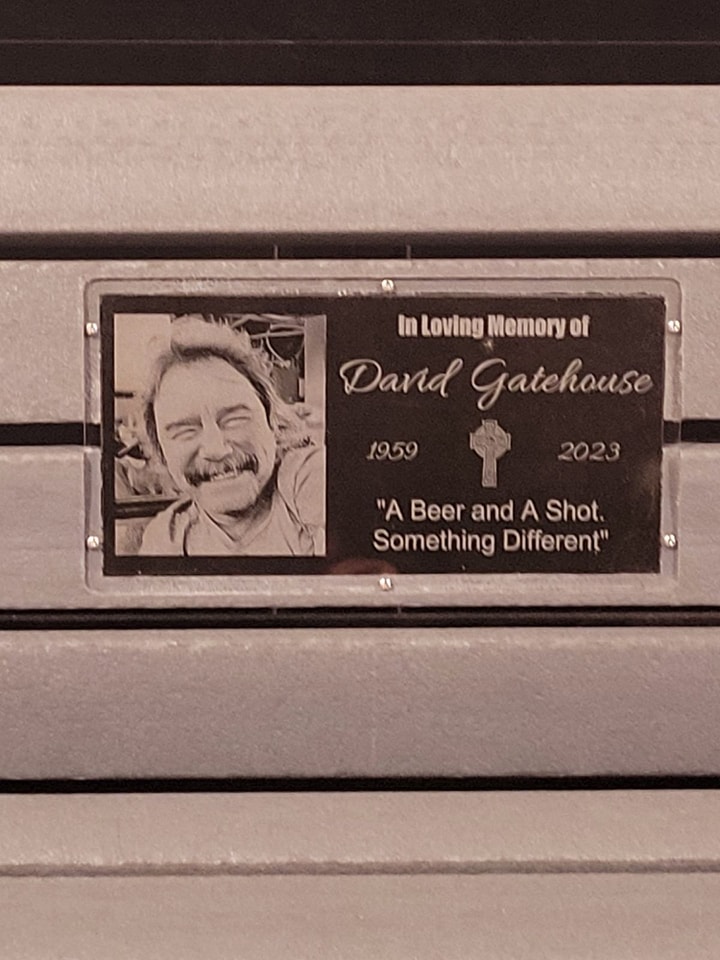 In Loving Memory of
David Gatehouse
1959 2023
"A Beer and A Shot.
Something Different"